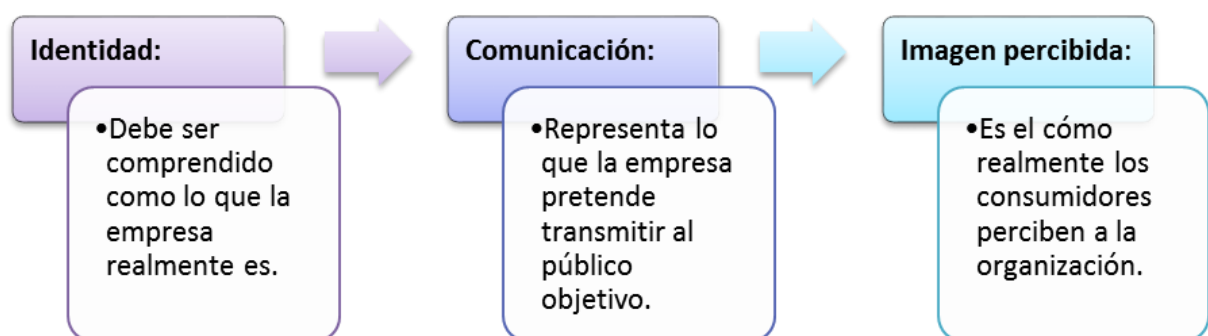 Identidad:
•Debe ser
comprendido
como lo que la
empresa
realmente es.
Comunicación:
•Representa lo
que la empresa
pretende
transmitir al
público
objetivo.
Imagen percibida:
•Es el cómo
realmente los
consumidores
perciben a la
organización.